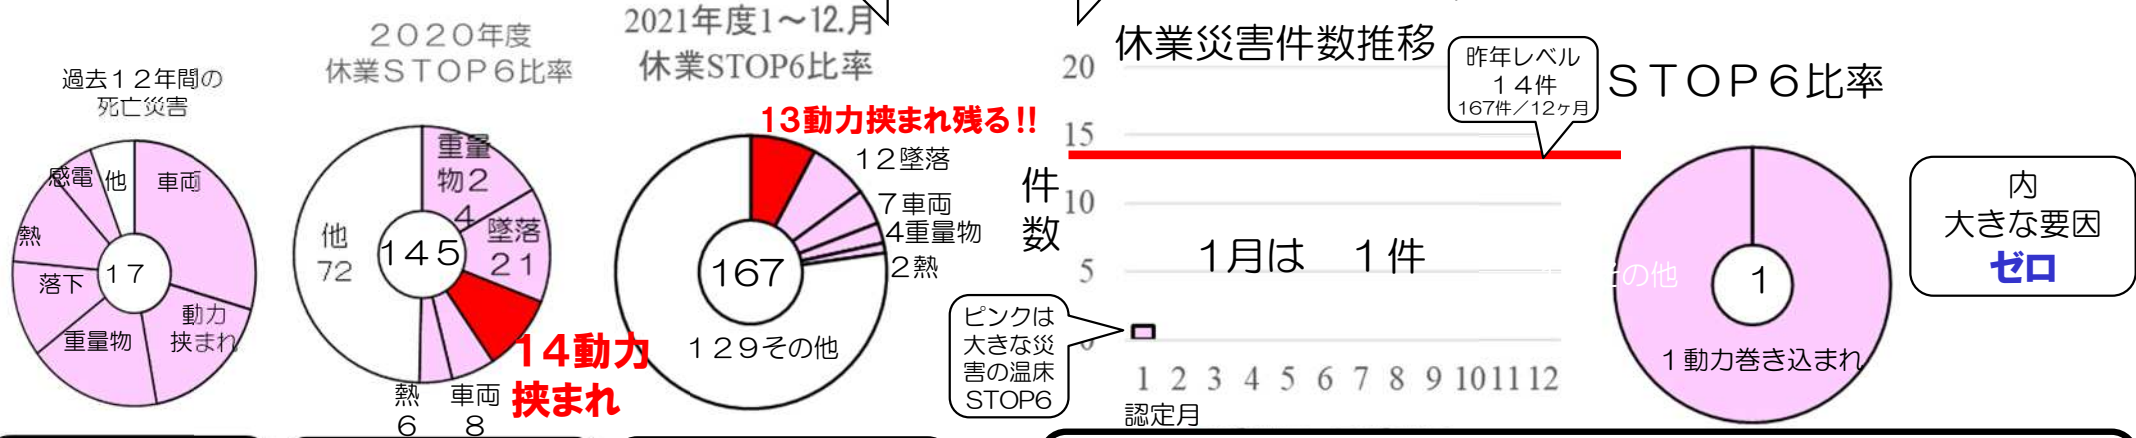 過去１２年間の
死亡災害
感電
他
車両
熱
落下
17
重量物
動力
挟まれ
２０２０年度
休業ＳＴＯＰ６比率
重量
物２
４
他
72
145
墜落
２１
14動力
挟まれ
熱
６
車両
８
2021年度1～12.月
休業STOP6比率
13動力挟まれ残る!!
１２墜落
７車両
4重量物
２熱
167
１２９その他
休業災害件数推移
昨年レベル
１４件
167件／12ヶ月
件
数
20
15
10
5
0
１月は　１件
ピンクは
大きな災
害の温床
STOP6
1 2 3 4 5 6 7 8 9 10 11 12
認定月
ＳＴＯＰ６比率
その他
1
１動力巻き込まれ
内
大きな要因
ゼロ